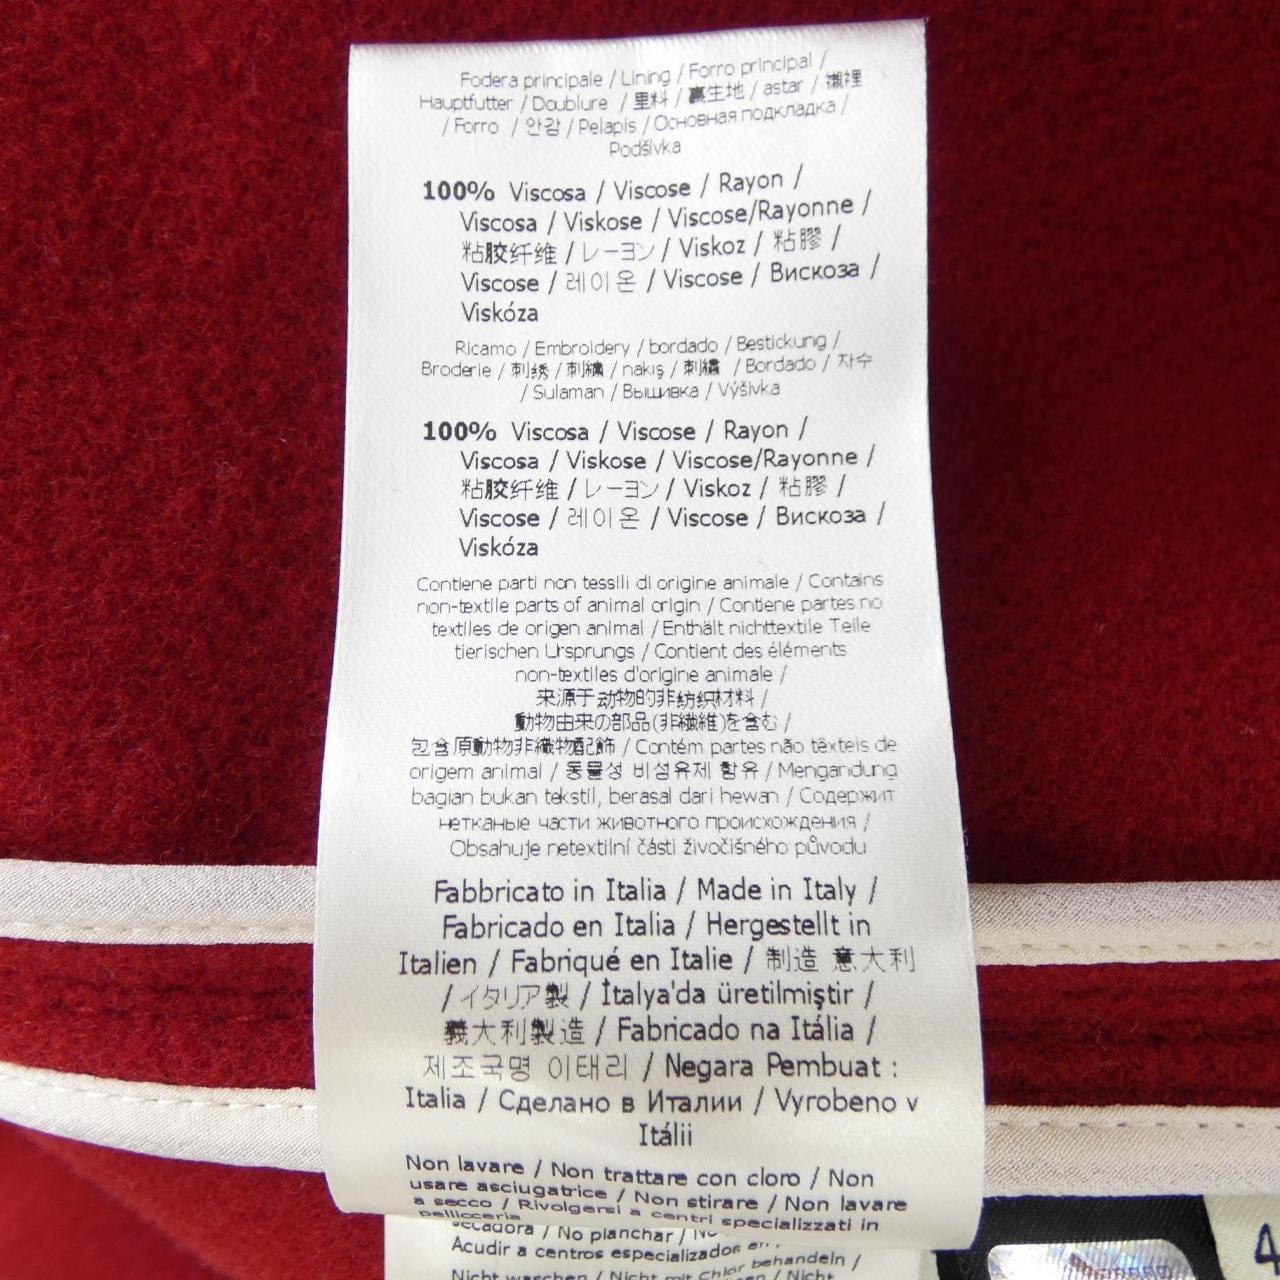 Fodera principale / Lining / Forro principal /
Hauptfutter / Doublure / 里料 / 裏生地 / astar / 襯裡
/ Forro / 안감 / Pelapis / Основная подкладка /
Podšívka
100% Viscosa / Viscose / Rayon /
Viscosa / Viskose / Viscose/Rayonne /
粘胶纤维 / レーヨン / Viskoz / 粘膠 /
Viscose / 레이온 / Viscose / Вискоза /
Viskóza
Ricamo / Embroidery / bordado / Bestickung /
Broderie / 刺绣 / 刺繍 / nakış / 刺繡 / Bordado / 자수
/ Sulaman / Вышивка / Výšivka
100% Viscosa / Viscose / Rayon /
Viscosa / Viskose / Viscose/Rayonne /
粘胶纤维 / レーヨン / Viskoz / 粘膠 /
Viscose / 레이온 / Viscose / Вискоза /
Viskóza
Contiene parti non tessili di origine animale / Contains
non-textile parts of animal origin / Contiene partes no
textiles de origen animal / Enthält nichttextile Teile
tierischen Ursprungs / Contient des éléments
non-textiles d'origine animale /
来源于动物的非纺织材料 /
動物由来の部品(非繊維)を含む /
包含原動物非織物配飾 / Contém partes não têxteis de
origem animal / 동물성 비섬유제 함유 / Mengandung
bagian bukan tekstil, berasal dari hewan / Содержит
нетканые части животного происхождения /
Obsahuje netextilní části živočišného původu
Fabbricato in Italia / Made in Italy /
Fabricado en Italia / Hergestellt in
Italien / Fabriqué en Italie / 制造 意大利
/ イタリア製 / İtalya'da üretilmiştir /
義大利製造 / Fabricado na Itália /
제조국명 이태리 / Negara Pembuat :
Italia / Сделано в Италии / Vyrobeno v
Itálii
Non lavare / Non trattare con cloro / Non
usare asciugatrice / Non stirare / Non lavare
a secco / Rivolgersi a centri specializzati in
pellicceria
/ No planchar /
Acudir a centros especializados en
Nicht waschen / Nicht mit Chlor behandeln /
4